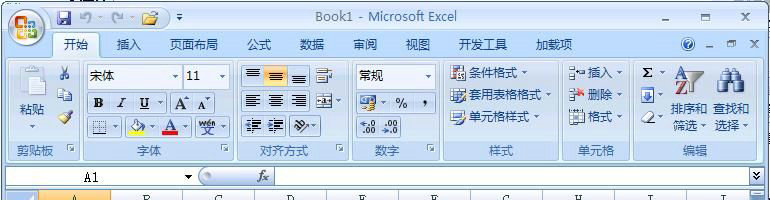 Book1 - Microsoft Excel
开始 插入 页面布局 公式 数据 审阅 视图 开发工具 加载项
宋体 11 常规 条件格式 插入 Σ
粘贴 B I U A A % , 套用表格格式 删除 排序和筛选 查找和选择
A wén 文 .00 .00 单元格样式 格式
剪贴板 字体 对齐方式 数字 样式 单元格 编辑
A1 fx